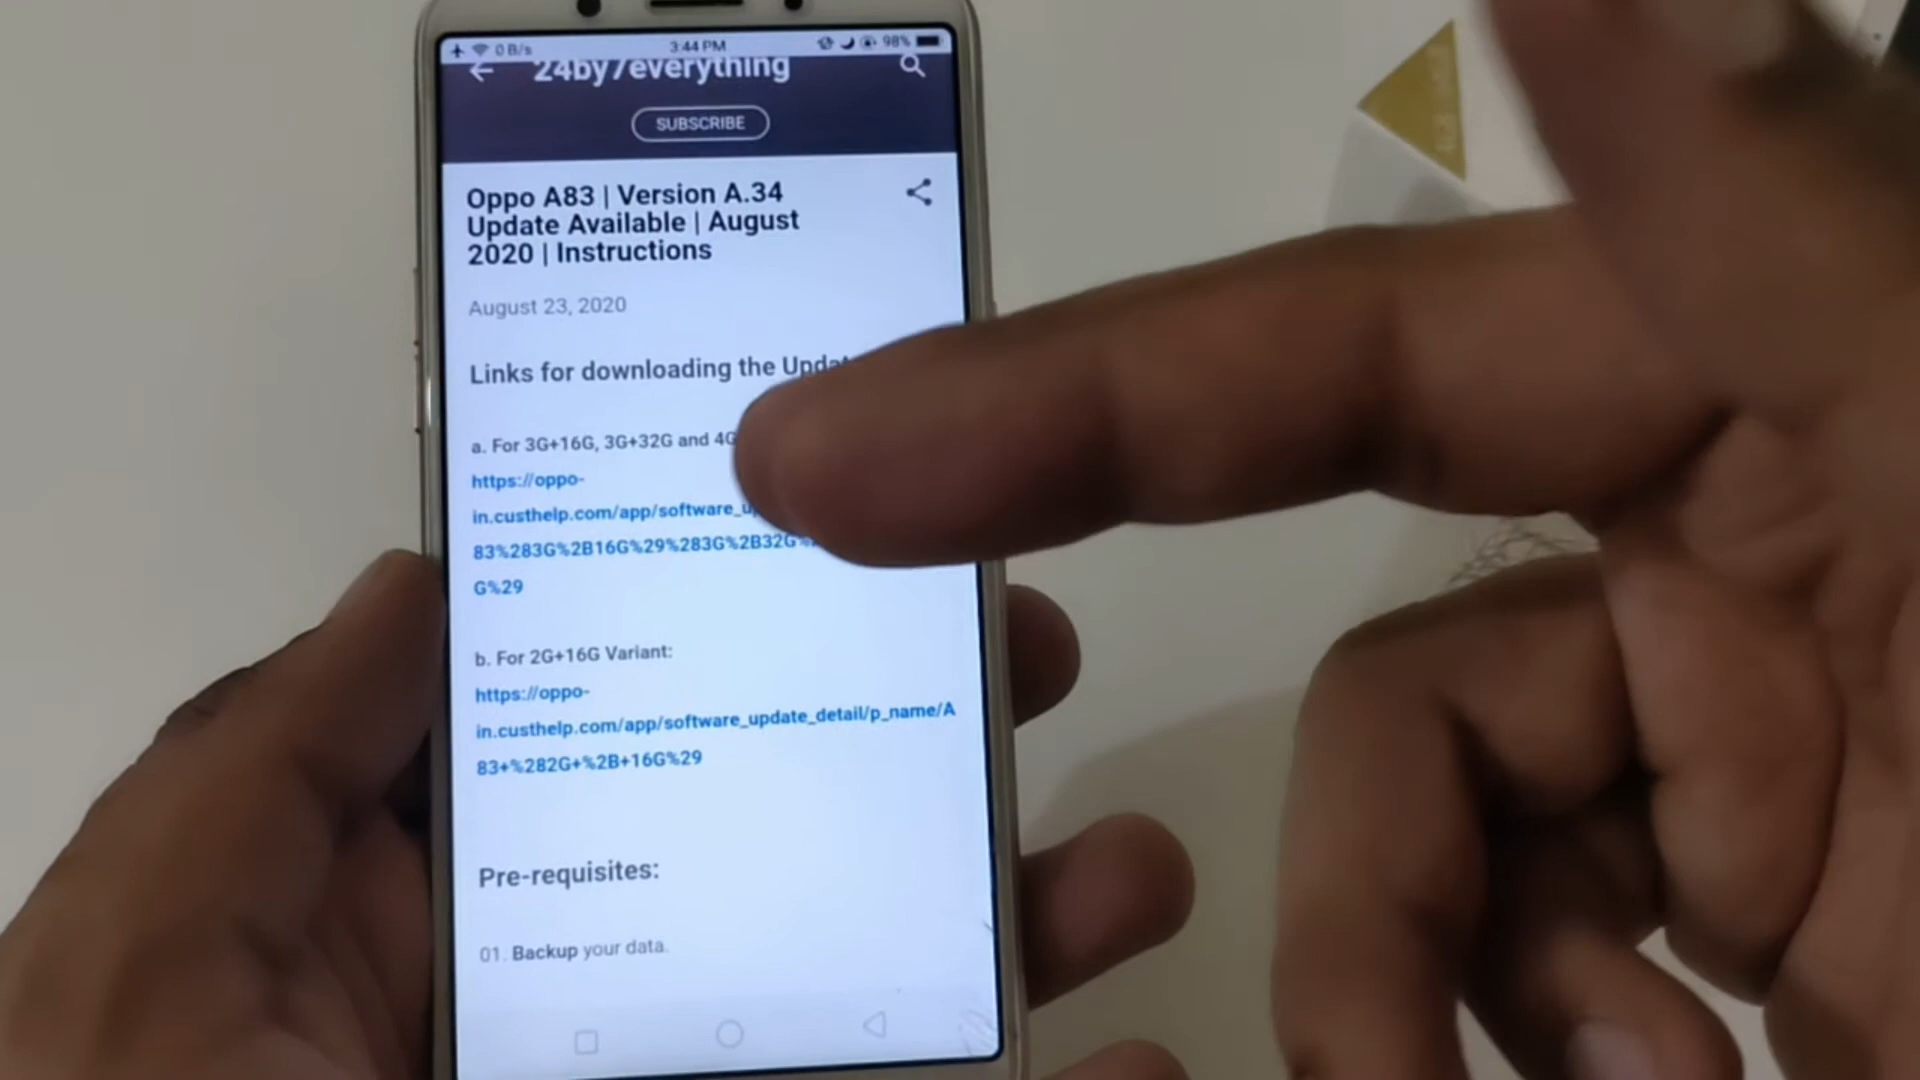 0 B/s 3:44 PM 98%
24by7everything
SUBSCRIBE
Oppo A83 | Version A.34
Update Available | August
2020 | Instructions
August 23, 2020
Links for downloading the
a. For 3G+16G, 3G+32G and
https://oppo-
in.custhelp.com/app/software_
83%283G%2B16G%29%283G%2B32G
G%29
b. For 2G+16G Variant:
https://oppo-
in.custhelp.com/app/software_update_detail/p_name/A
83+%282G+%2B+16G%29
Pre-requisites:
01. Backup your data.